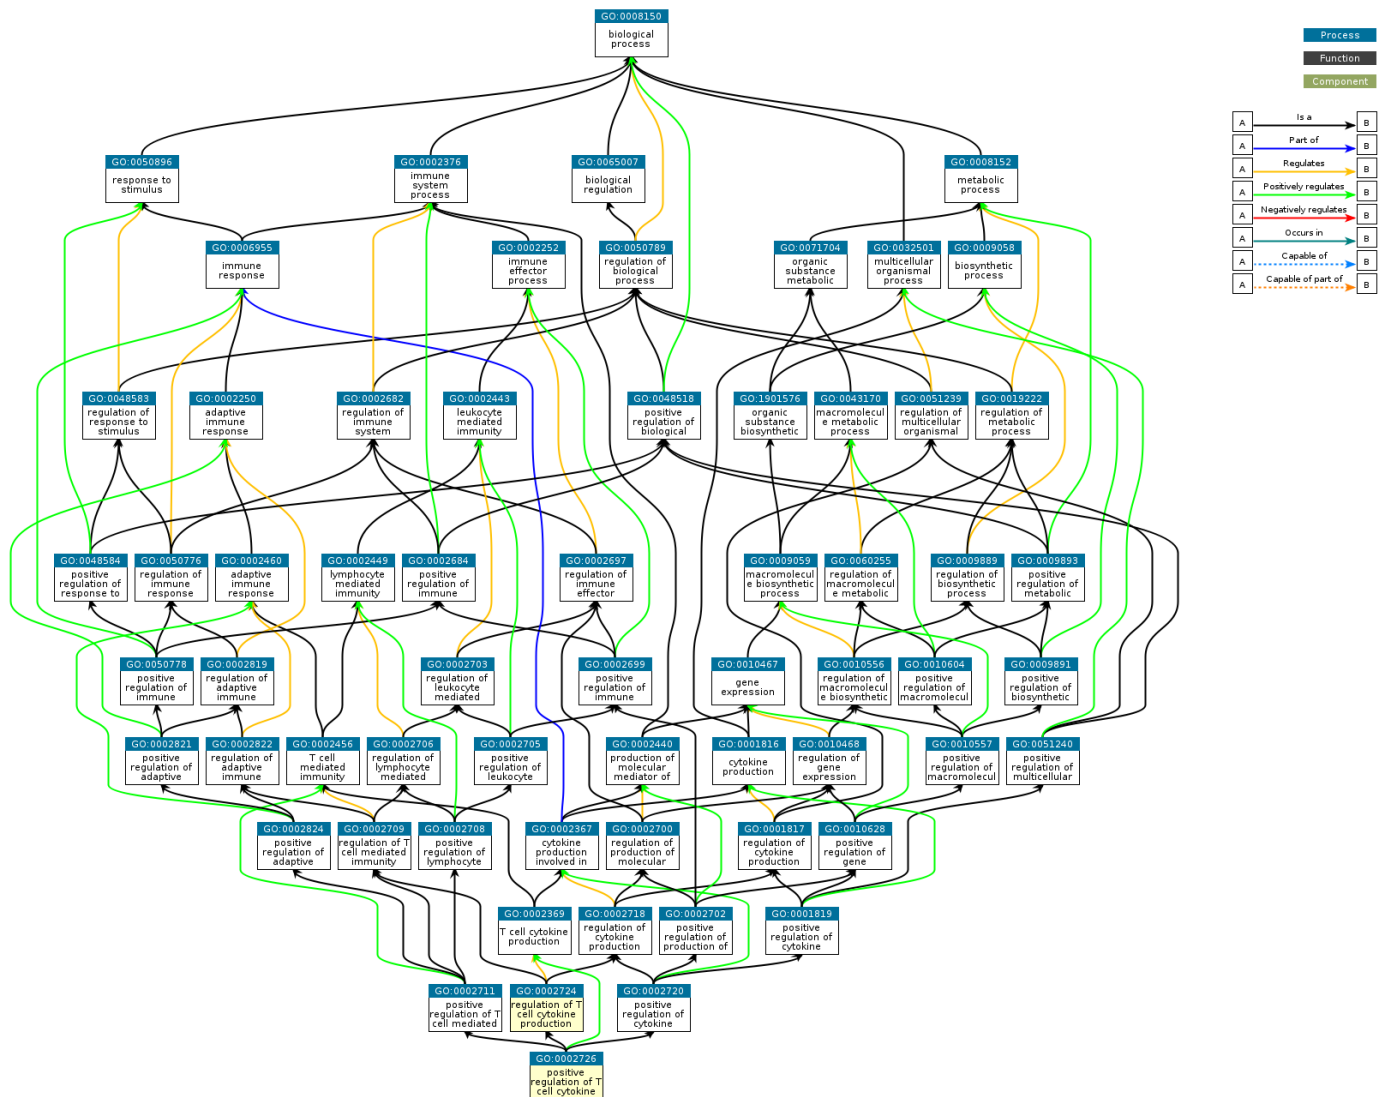 GO:0008150
biological
process
Process
Function
Component
A Is a B
A Part of B
A Regulates B
A Positively regulates B
A Negatively regulates B
A Occurs in B
A Capable of B
A Capable of part of B
GO:0050896
response to
stimulus
GO:0002376
immune
system
process
GO:0065007
biological
regulation
GO:0008152
metabolic
process
GO:0006955
immune
response
GO:0002252
immune
effector
process
GO:0050789
regulation of
biological
process
GO:0071704
organic
substance
metabolic
GO:0032501
multicellular
organismal
process
GO:0009058
biosynthetic
process
GO:0048583
regulation of
response to
stimulus
GO:0002250
adaptive
immune
response
GO:0002682
regulation of
immune
system
GO:0002443
leukocyte
mediated
immunity
GO:0048518
positive
regulation of
biological
GO:1901576
organic
substance
biosynthetic
GO:0043170
macromolecul
e metabolic
process
GO:0051239
regulation of
multicellular
organismal
GO:0019222
regulation of
metabolic
process
GO:0048584
positive
regulation of
response to
GO:0050776
regulation of
immune
response
GO:0002460
adaptive
immune
response
GO:0002449
lymphocyte
mediated
immunity
GO:0002684
positive
regulation of
immune
GO:0002697
regulation of
immune
effector
GO:0009059
macromolecul
e biosynthetic
process
GO:0060255
regulation of
macromolecul
e metabolic
GO:0009889
regulation of
biosynthetic
process
GO:0009893
positive
regulation of
metabolic
GO:0050778
positive
regulation of
immune
GO:0002819
regulation of
adaptive
immune
GO:0002703
regulation of
leukocyte
mediated
GO:0002699
positive
regulation of
immune
GO:0010467
gene
expression
GO:0010556
regulation of
macromolecul
e biosynthetic
GO:0010604
positive
regulation of
macromolecul
GO:0009891
positive
regulation of
biosynthetic
GO:0002821
positive
regulation of
adaptive
GO:0002822
regulation of
adaptive
immune
GO:0002456
T cell
mediated
immunity
GO:0002706
regulation of
lymphocyte
mediated
GO:0002705
positive
regulation of
leukocyte
GO:0002440
production of
molecular
mediator of
GO:0001816
cytokine
production
GO:0010468
regulation of
gene
expression
GO:0010557
positive
regulation of
macromolecul
GO:0051240
positive
regulation of
multicellular
GO:0002824
positive
regulation of
adaptive
GO:0002709
regulation of T
cell mediated
immunity
GO:0002708
positive
regulation of
lymphocyte
GO:0002367
cytokine
production
involved in
GO:0002700
regulation of
production of
molecular
GO:0001817
regulation of
cytokine
production
GO:0010628
positive
regulation of
gene
GO:0002369
T cell cytokine
production
GO:0002718
regulation of
cytokine
production
GO:0002702
positive
regulation of
production of
GO:0001819
positive
regulation of
cytokine
GO:0002711
positive
regulation of T
cell mediated
GO:0002724
regulation of T
cell cytokine
production
GO:0002720
positive
regulation of
cytokine
GO:0002726
positive
regulation of T
cell cytokine